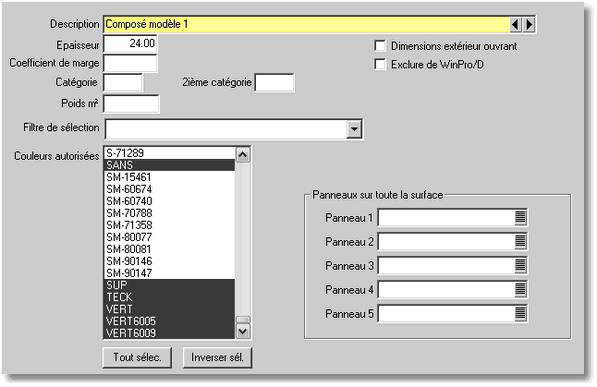 Description Composé modèle 1
Epaisseur 24.00 Dimensions extérieur ouvrant
Coefficient de marge Exclure de WinPro/D
Catégorie 2ième catégorie
Poids m²
Filtre de sélection
Couleurs autorisées S-71289
SANS
SM-15461
SM-60674
SM-60740
SM-70788
SM-71358
SM-80077
SM-80081
SM-90146
SM-90147
SUP
TECK
VERT
VERT6005
VERT6009
Panneaux sur toute la surface
Panneau 1
Panneau 2
Panneau 3
Panneau 4
Panneau 5
Tout sélec. Inverser sél.